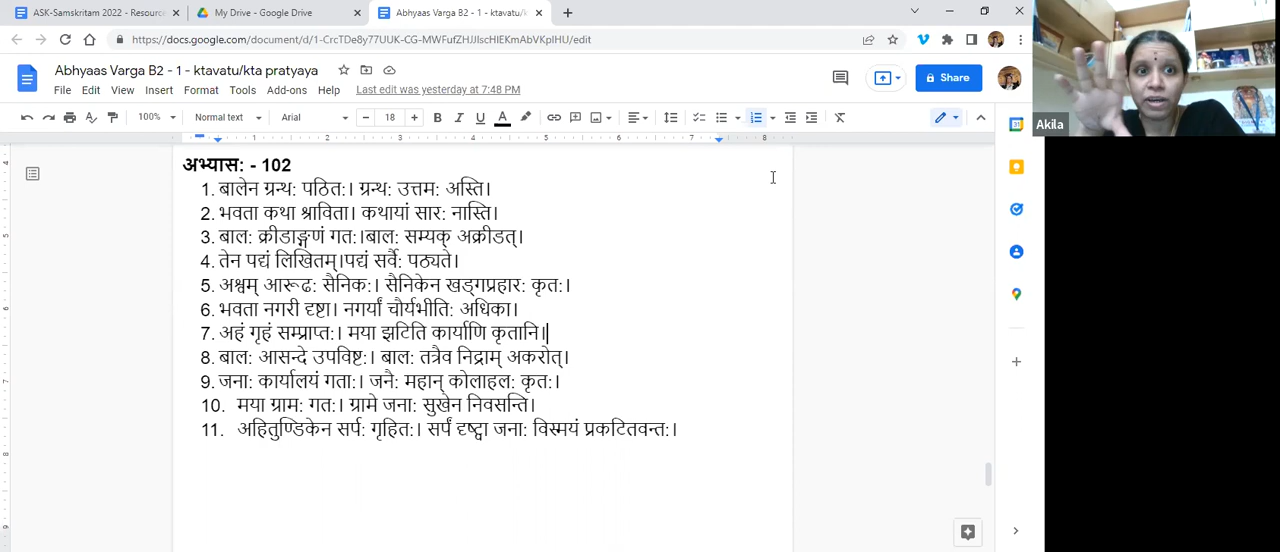 ASK-Samskritam 2022 - Resource
My Drive - Google Drive
Abhyaas Varga B2 - 1 - ktavatu/k
https://docs.google.com/document/d/1-CrcTDe8y77UUK-CG-MWFufZHJJIscHIEKmAbVKpIHU/edit
Abhyaas Varga B2 - 1 - ktavatu/kta pratyaya
File Edit View Insert Format Tools Add-ons Help Last edit was yesterday at 7:48 PM
Share
100% Normal text Arial 18
अभ्यास: - 102
1. बालेन ग्रन्थ: पठित:। ग्रन्थ: उत्तम: अस्ति।
2. भवता कथा श्राविता। कथायां सार: नास्ति।
3. बाल: क्रीडाङ्गणं गत:।बाल: सम्यक् अक्रीडत्।
4. तेन पद्यं लिखितम्।पद्यं सर्वै: पठ्यते।
5. अश्वम् आरूढ: सैनिक:। सैनिकेन खड्गप्रहार: कृत:।
6. भवता नगरी दृष्टा। नगर्यां चौर्यभीति: अधिका।
7. अहं गृहं सम्प्राप्त:। मया झटिति कार्याणि कृतानि।
8. बाल: आसन्दे उपविष्ट:। बाल: तत्रैव निद्राम् अकरोत्।
9. जना: कार्यालयं गता:। जनै: महान् कोलाहल: कृत:।
10. मया ग्राम: गत:। ग्रामे जना: सुखेन निवसन्ति।
11. अहितुण्डिकेन सर्प: गृहित:। सर्पं दृष्ट्वा जना: विस्मयं प्रकटितवन्त:।
Akila